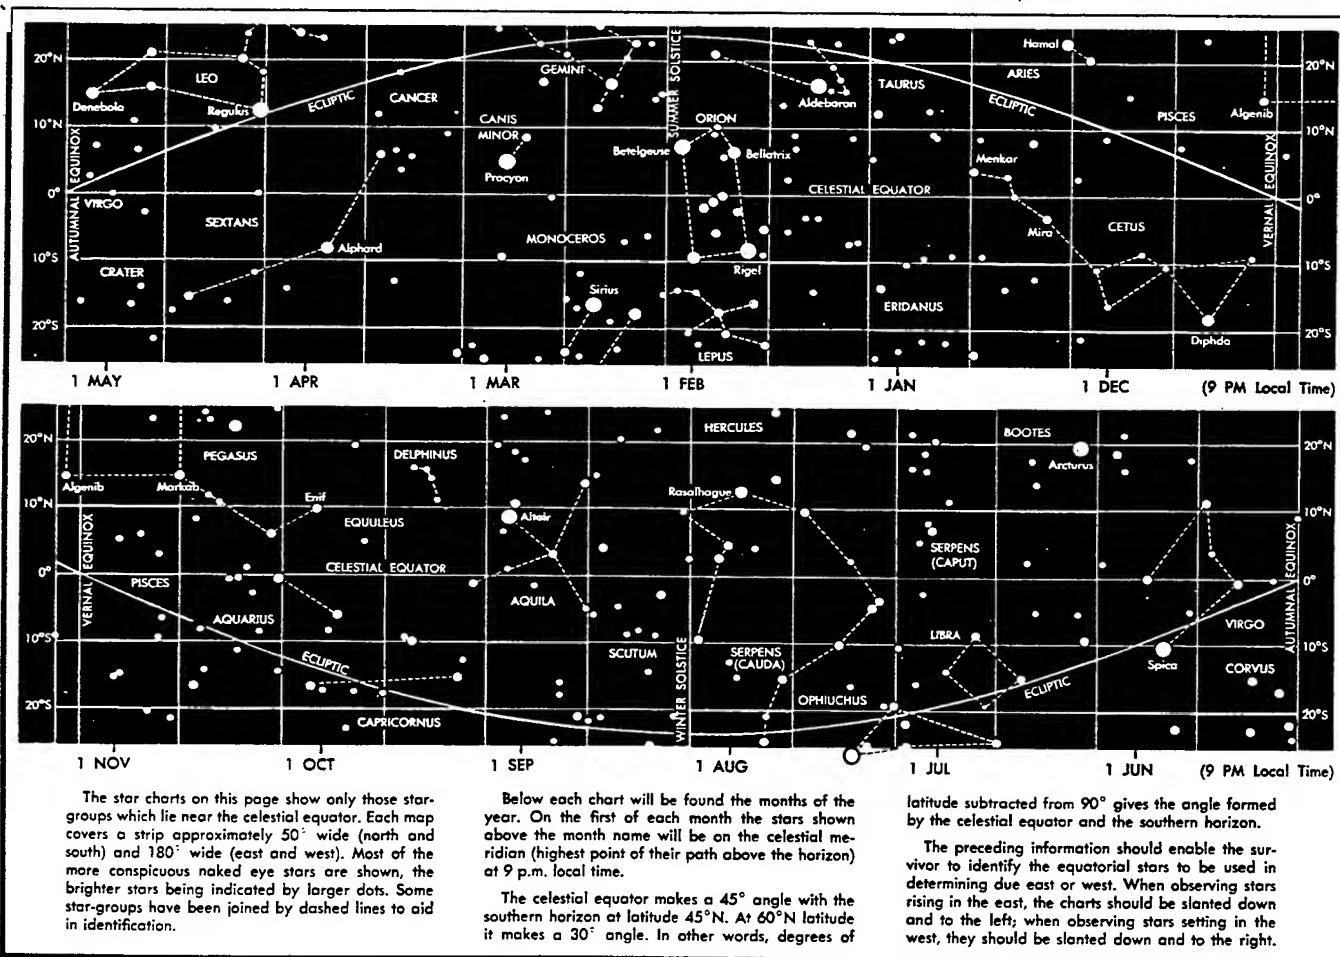 20°N
LEO
Denebola
Regulus
ECLIPTIC
CANCER
GEMINI
CANIS
MINOR
Procyon
SUMMER SOLSTICE
ORION
Betelgeuse
Bellatrix
Aldebaran
TAURUS
ECLIPTIC
Hamal
ARIES
PISCES
Algenib
20°N
10°N
10°N
AUTUMNAL EQUINOX
Menkar
VERNAL EQUINOX
0°
VIRGO
SEXTANS
Alphard
MONOCEROS
CELESTIAL EQUATOR
Rigel
Mira
CETUS
0°
10°S
CRATER
Sirius
LEPUS
ERIDANUS
Diphda
10°S
20°S
20°S
1 MAY 1 APR 1 MAR 1 FEB 1 JAN 1 DEC (9 PM Local Time)
20°N
PEGASUS
DELPHINUS
HERCULES
BOOTES
Arcturus
20°N
Algenib
Markab
Enif
Rasalhague
10°N
EQUULEUS
Altair
10°N
VERNAL EQUINOX
CELESTIAL EQUATOR
SERPENS
(CAPUT)
AUTUMNAL EQUINOX
0°
PISCES
AQUARIUS
AQUILA
0°
10°S
ECLIPTIC
SCUTUM
WINTER SOLSTICE
SERPENS
(CAUDA)
LIBRA
VIRGO
Spica
CORVUS
10°S
ECLIPTIC
OPHIUCHUS
20°S
CAPRICORNUS
20°S
1 NOV 1 OCT 1 SEP 1 AUG 1 JUL 1 JUN (9 PM Local Time)
The star charts on this page show only those star-
groups which lie near the celestial equator. Each map
covers a strip approximately 50° wide (north and
south) and 180° wide (east and west). Most of the
more conspicuous naked eye stars are shown, the
brighter stars being indicated by larger dots. Some
star-groups have been joined by dashed lines to aid
in identification.
Below each chart will be found the months of the
year. On the first of each month the stars shown
above the month name will be on the celestial me-
ridian (highest point of their path above the horizon)
at 9 p.m. local time.
The celestial equator makes a 45° angle with the
southern horizon at latitude 45°N. At 60°N latitude
it makes a 30° angle. In other words, degrees of
latitude subtracted from 90° gives the angle formed
by the celestial equator and the southern horizon.
The preceding information should enable the sur-
vivor to identify the equatorial stars to be used in
determining due east or west. When observing stars
rising in the east, the charts should be slanted down
and to the left; when observing stars setting in the
west, they should be slanted down and to the right.